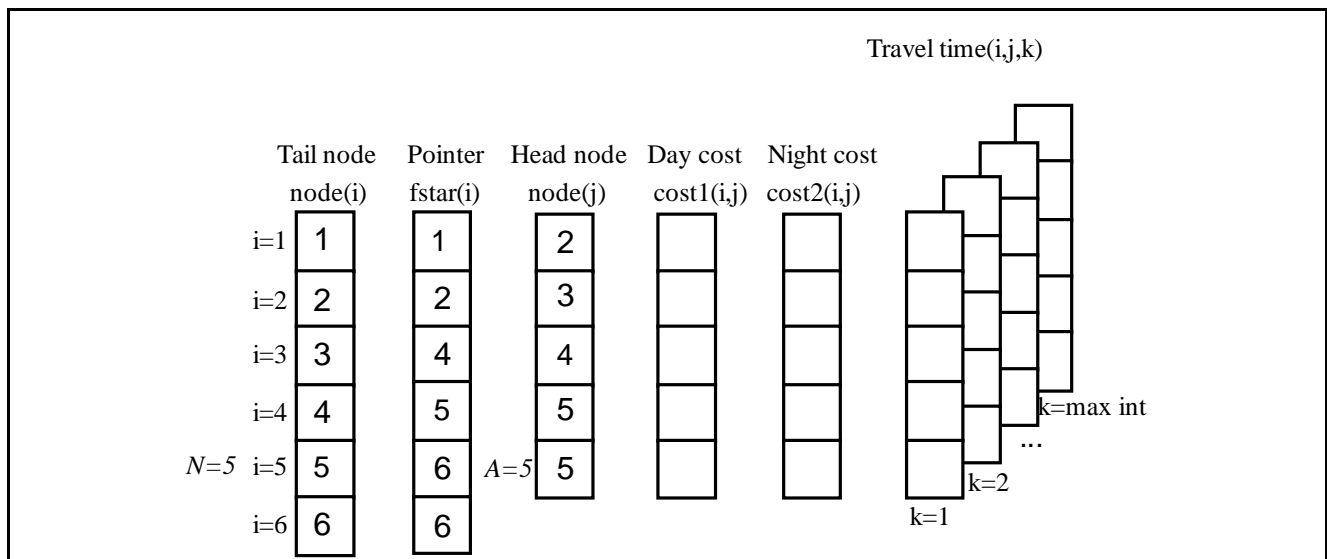 Travel time(i,j,k)
Tail node Pointer Head node Day cost Night cost
node(i) fstar(i) node(j) cost1(i,j) cost2(i,j)
i=1 1 1 2
i=2 2 2 3
i=3 3 4 4
i=4 4 5 5
k=max int
...
N=5 i=5 5 6 A=5 5
k=2
k=1
i=6 6 6